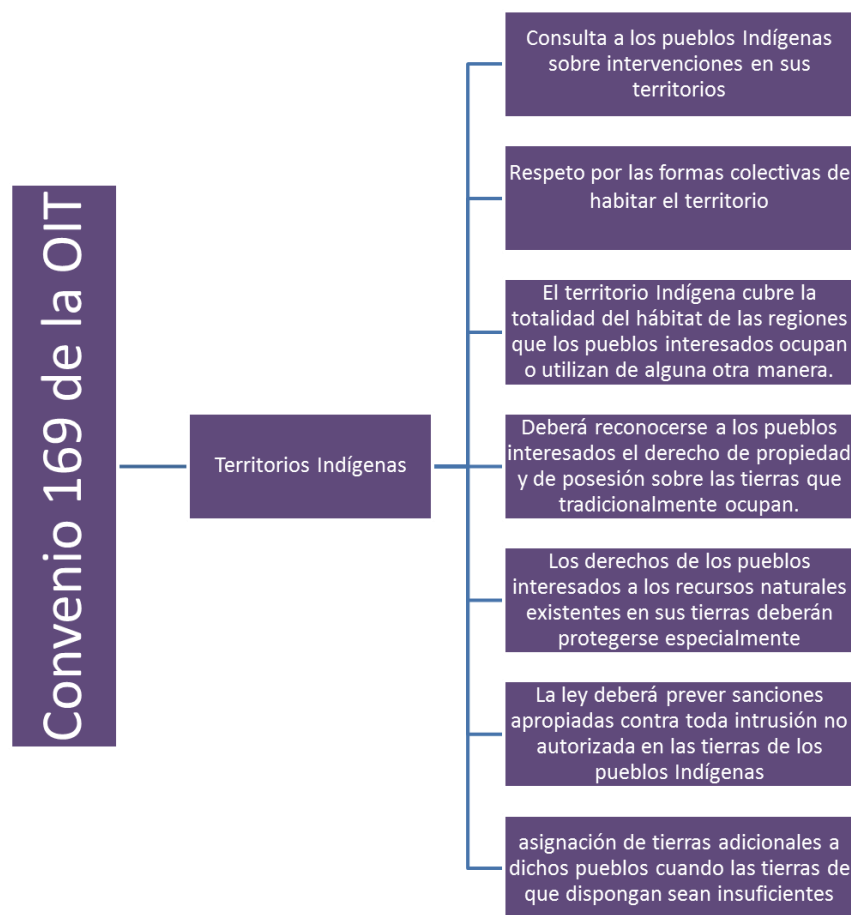 Convenio 169 de la OIT
Territorios Indígenas
Consulta a los pueblos Indígenas
sobre intervenciones en sus
territorios
Respeto por las formas colectivas de
habitar el territorio
El territorio Indígena cubre la
totalidad del hábitat de las regiones
que los pueblos interesados ocupan
o utilizan de alguna otra manera.
Deberá reconocerse a los pueblos
interesados el derecho de propiedad
y de posesión sobre las tierras que
tradicionalmente ocupan.
Los derechos de los pueblos
interesados a los recursos naturales
existentes en sus tierras deberán
protegerse especialmente
La ley deberá prever sanciones
apropiadas contra toda intrusión no
autorizada en las tierras de los
pueblos Indígenas
asignación de tierras adicionales a
dichos pueblos cuando las tierras de
que dispongan sean insuficientes